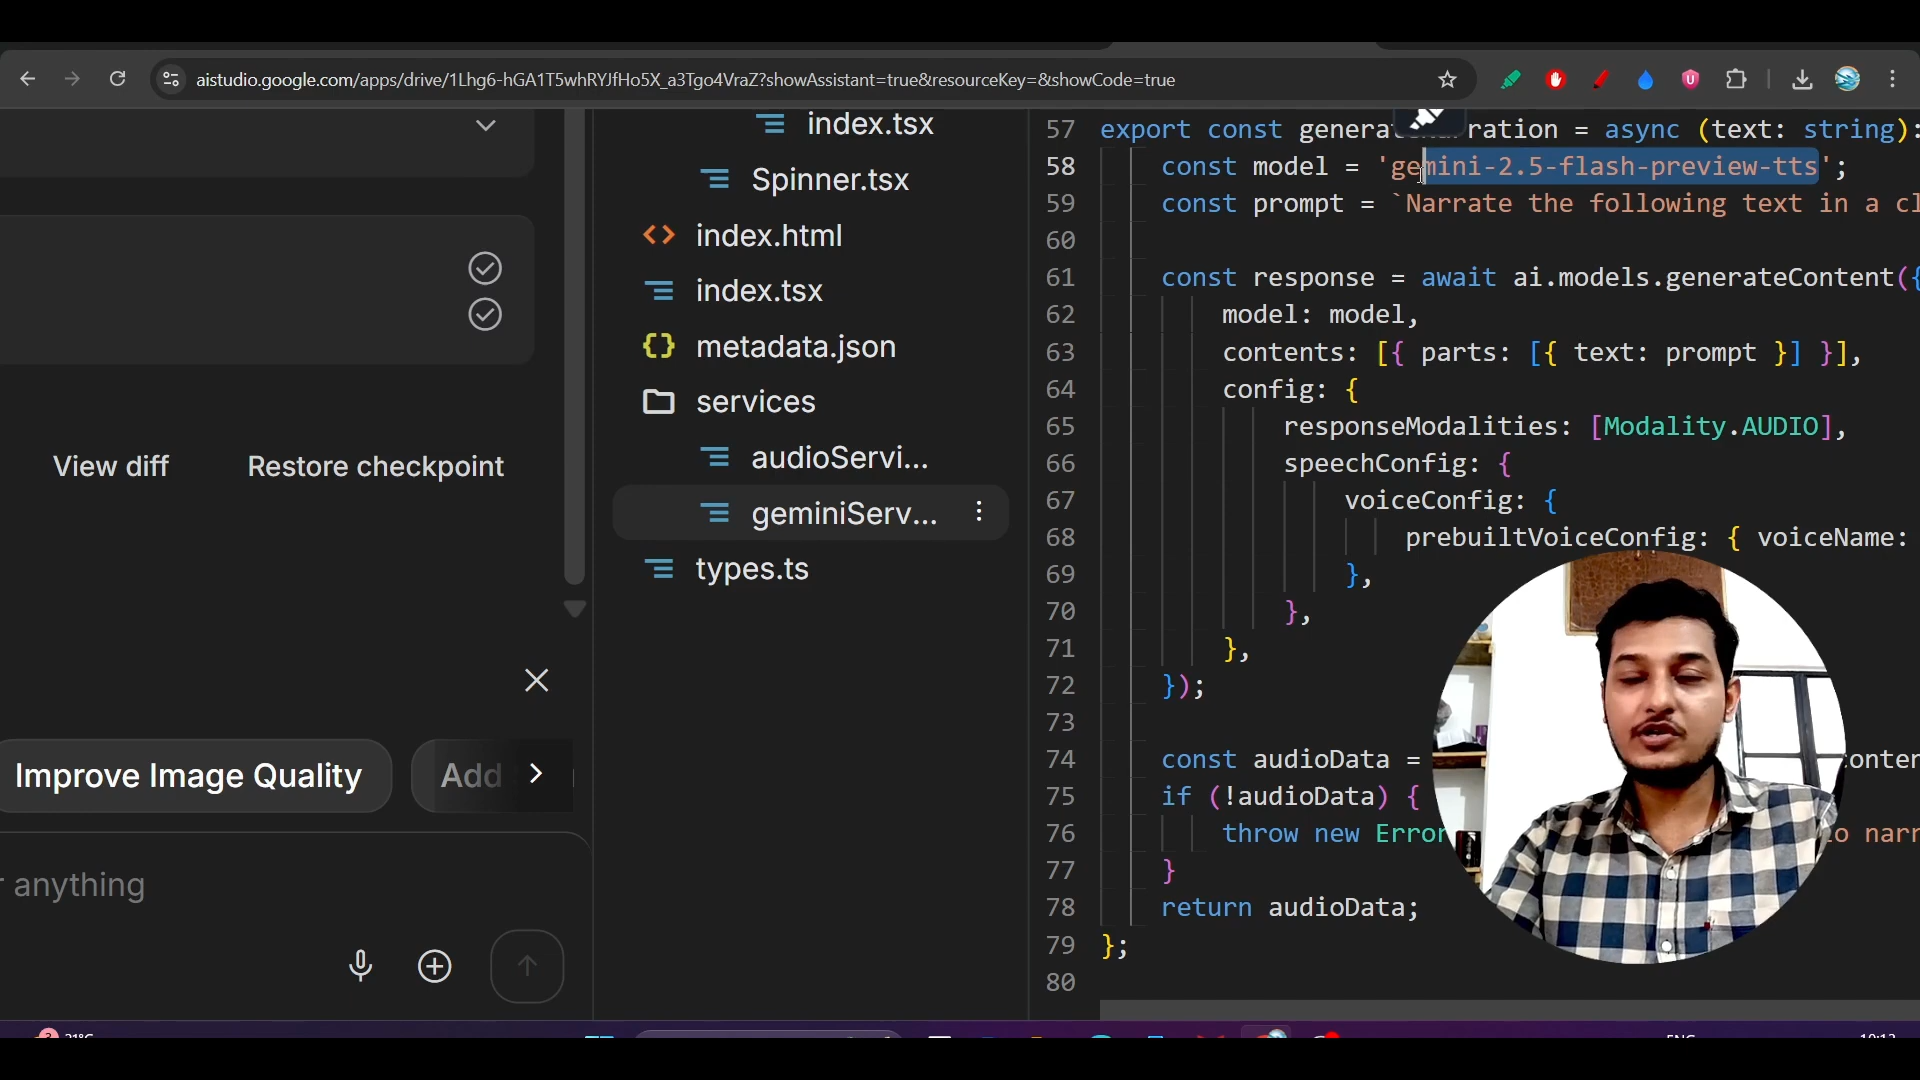 aistudio.google.com/apps/drive/1Lhg6-hGA1T5whRYJfHo5X_a3Tgo4VraZ?showAssistant=true&resourceKey=&showCode=true
View diff
Restore checkpoint
Improve Image Quality
Add
anything
index.tsx
Spinner.tsx
index.html
index.tsx
metadata.json
services
audioServi...
geminiServ...
types.ts
57 export const generat ration = async (text: string):
58 const model = 'gemini-2.5-flash-preview-tts';
59 const prompt = `Narrate the following text in a cl
60
61 const response = await ai.models.generateContent({
62 model: model,
63 contents: [{ parts: [{ text: prompt }] }],
64 config: {
65 responseModalities: [Modality.AUDIO],
66 speechConfig: {
67 voiceConfig: {
68 prebuiltVoiceConfig: { voiceName:
69 },
70 },
71 },
72 });
73
74 const audioData = conten
75 if (!audioData) {
76 throw new Error o narr
77 }
78 return audioData;
79 };
80